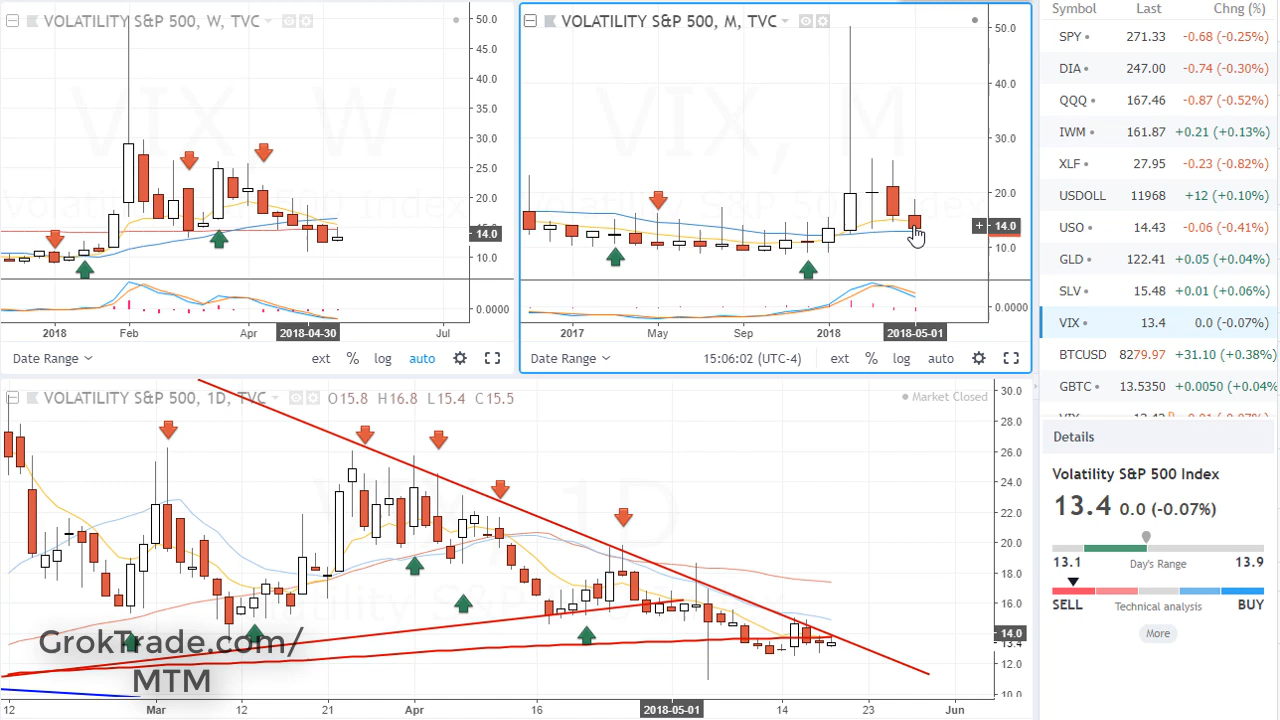 VOLATILITY S&P 500, W, TVC
50.0
45.0
40.0
35.0
30.0
25.0
20.0
14.0
10.0
0.0000
2018
Feb
Apr
2018-04-30
Jul
Date Range
ext % log auto
VIX, W
VOLATILITY S&P 500, M, TVC
50.0
40.0
30.0
20.0
+ 14.0
10.0
0.0000
2017
May
Sep
2018
2018-05-01
Date Range
15:06:02 (UTC-4)
ext % log auto
VIX, M
VOLATILITY S&P 500, 1D, TVC
O15.8 H16.8 L15.4 C15.5
Market Closed
30.0
28.0
26.0
24.0
22.0
20.0
18.0
16.0
14.0
13.4
12.0
10.0
12
Mar
12
21
Apr
16
2018-05-01
14
23
Jun
GrokTrade.com/
MTM
Symbol Last Chng (%)
SPY 271.33 -0.68 (-0.25%)
DIA 247.00 -0.74 (-0.30%)
QQQ 167.46 -0.87 (-0.52%)
IWM 161.87 +0.21 (+0.13%)
XLF 27.95 -0.23 (-0.82%)
USDOLL 11968 +12 (+0.10%)
USO 14.43 -0.06 (-0.41%)
GLD 122.41 +0.05 (+0.04%)
SLV 15.48 +0.01 (+0.06%)
VIX 13.4 0.0 (-0.07%)
BTCUSD 8279.97 +31.10 (+0.38%)
GBTC 13.5350 +0.0050 (+0.04%
Details
Volatility S&P 500 Index
13.4 0.0 (-0.07%)
13.1 Day's Range 13.9
SELL Technical analysis BUY
More